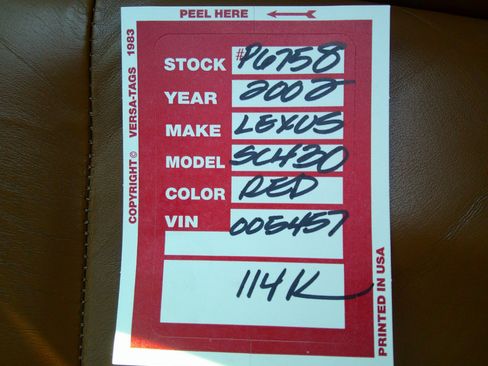 PEEL HERE
COPYRIGHT© VERSA-TAGS 1983
STOCK #P6758
YEAR 2002
MAKE LEXUS
MODEL SC430
COLOR RED
VIN 005457
114K
PRINTED IN USA